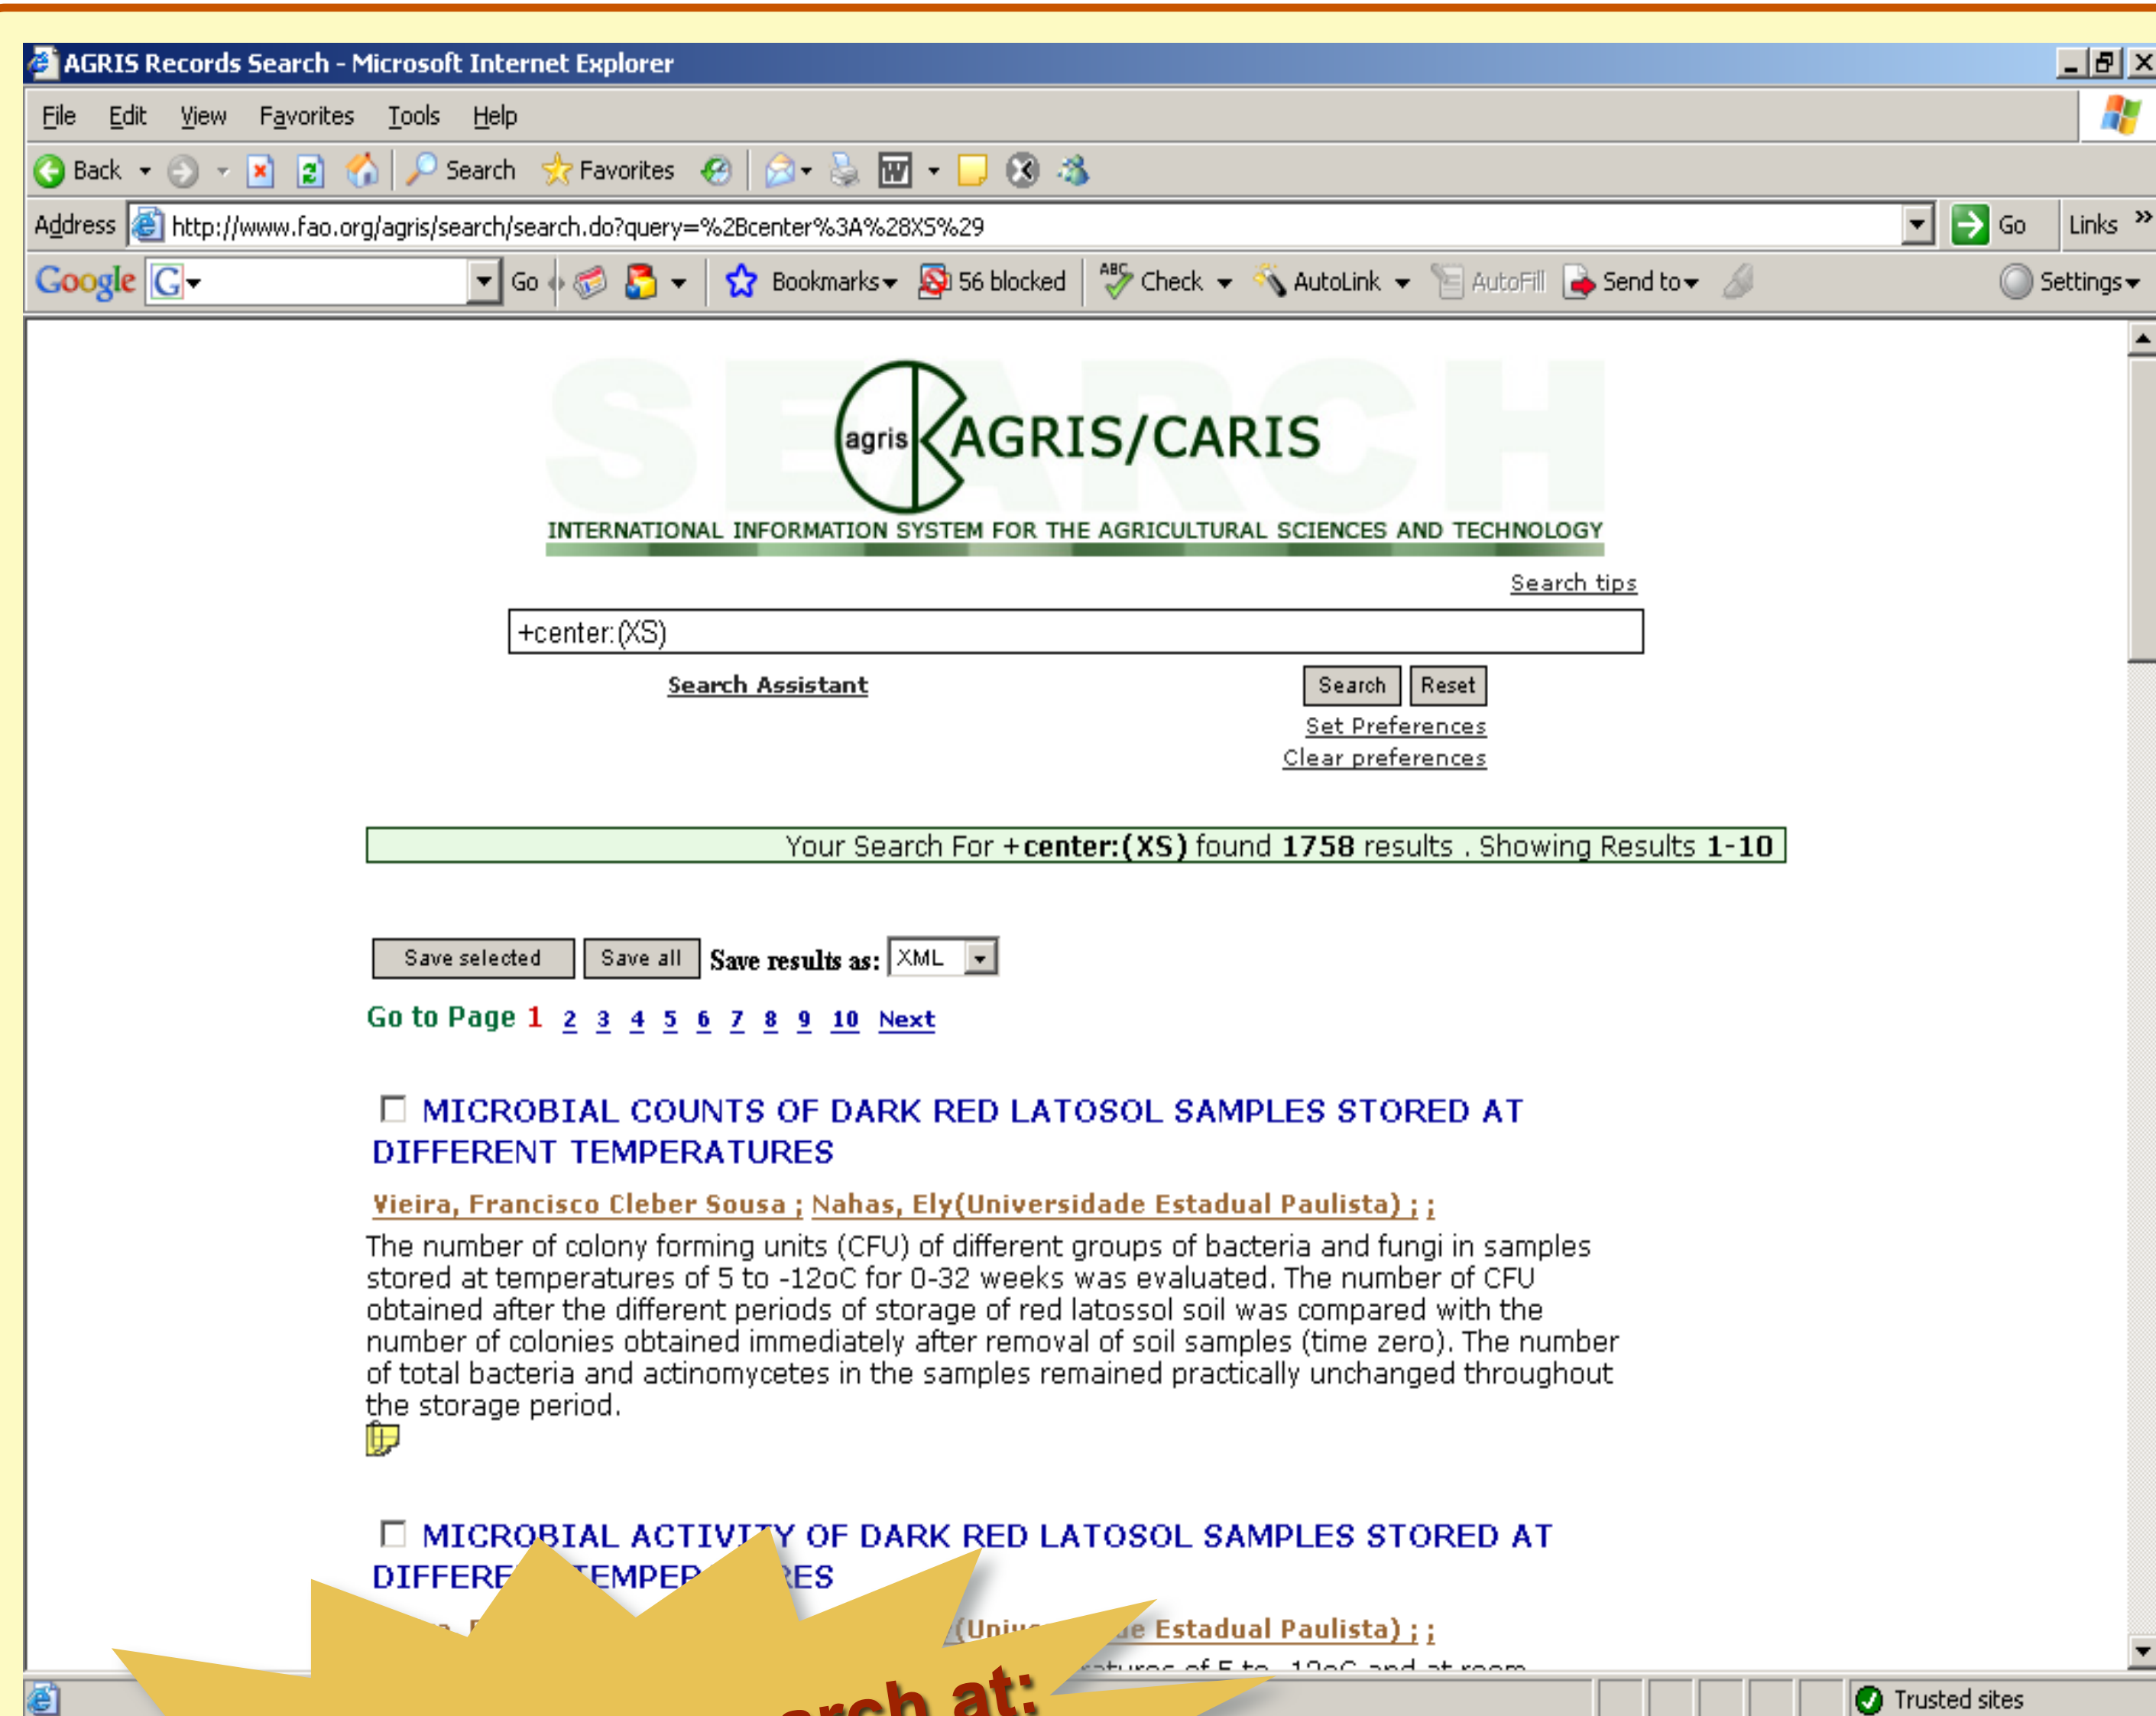 AGRIS Records Search - Microsoft Internet Explorer
File Edit View Favorites Tools Help
Back Search Favorites
Address http://www.fao.org/agris/search/search.do?query=%2Bcenter%3A%28XS%29 Go Links »
Google G Go Bookmarks 56 blocked ABC Check AutoLink AutoFill Send to Settings
SEARCH
agris AGRIS/CARIS
INTERNATIONAL INFORMATION SYSTEM FOR THE AGRICULTURAL SCIENCES AND TECHNOLOGY
Search tips
+center:(XS)
Search Assistant Search Reset
Set Preferences
Clear preferences
Your Search For +center:(XS) found 1758 results . Showing Results 1-10
Save selected Save all Save results as: XML
Go to Page 1 2 3 4 5 6 7 8 9 10 Next
MICROBIAL COUNTS OF DARK RED LATOSOL SAMPLES STORED AT
DIFFERENT TEMPERATURES
Vieira, Francisco Cleber Sousa ; Nahas, Ely(Universidade Estadual Paulista) ; ;
The number of colony forming units (CFU) of different groups of bacteria and fungi in samples
stored at temperatures of 5 to -12oC for 0-32 weeks was evaluated. The number of CFU
obtained after the different periods of storage of red latossol soil was compared with the
number of colonies obtained immediately after removal of soil samples (time zero). The number
of total bacteria and actinomycetes in the samples remained practically unchanged throughout
the storage period.
MICROBIAL ACTIVITY OF DARK RED LATOSOL SAMPLES STORED AT
Estadual Paulista) ; ;
of 5 to -12oC and at room
at:
Trusted sites